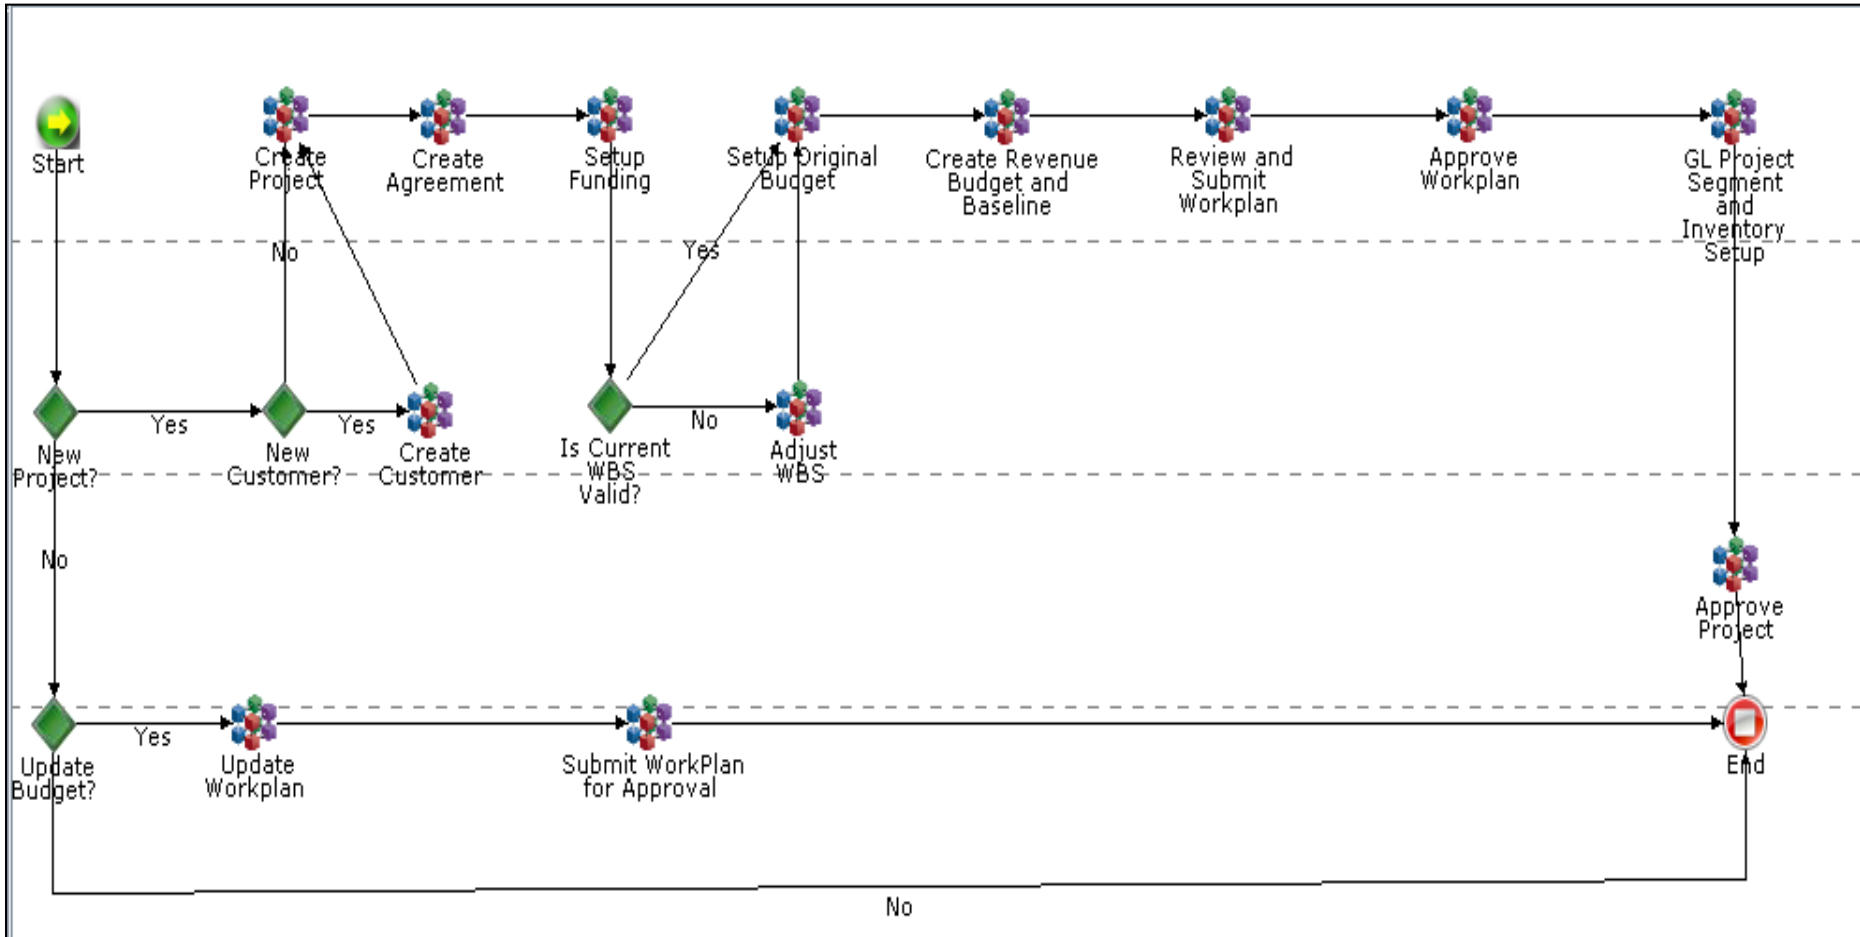 Start
Create
Project
Create
Agreement
Setup
Funding
Setup Original
Budget
Create Revenue
Budget and
Baseline
Review and
Submit
Workplan
Approve
Workplan
GL Project
Segment
and
Inventory
Setup
No
Yes
Yes
Yes
No
New
Project?
New
Customer?
Create
Customer
Is Current
WBS
Valid?
Adjust
WBS
No
Approve
Project
Yes
Update
Budget?
Update
Workplan
Submit WorkPlan
for Approval
End
No